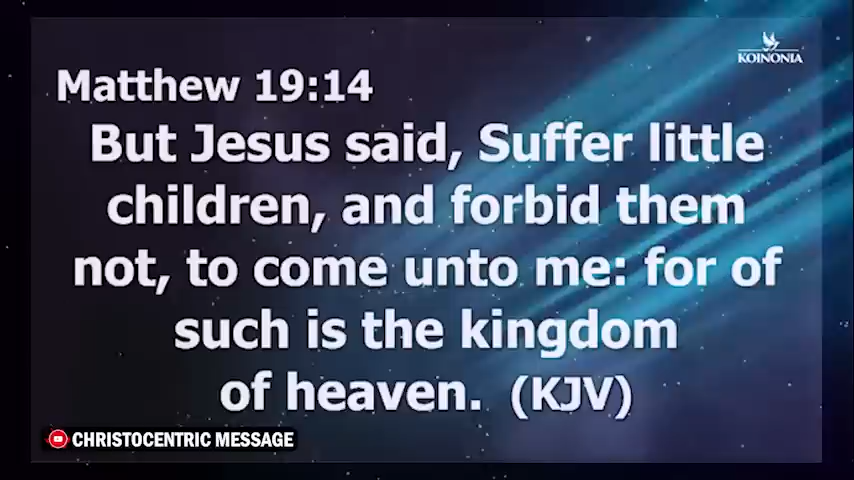 KOINONIA
Matthew 19:14
But Jesus said, Suffer little
children, and forbid them
not, to come unto me: for of
such is the kingdom
of heaven. (KJV)
CHRISTOCENTRIC MESSAGE